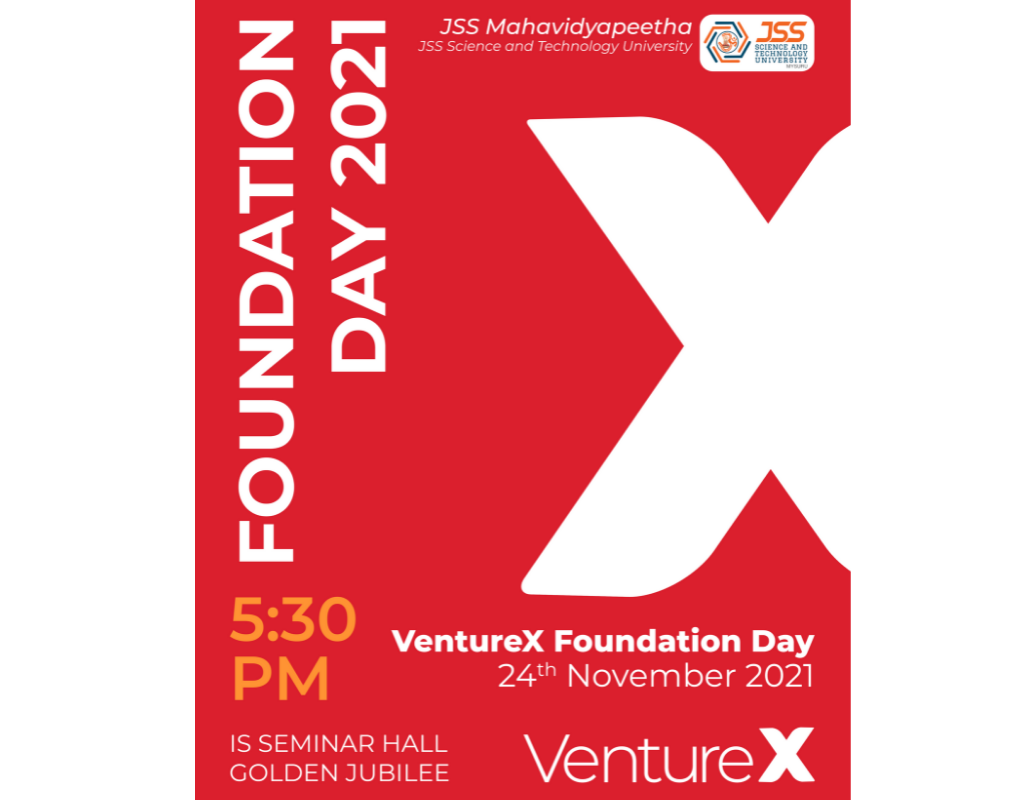 FOUNDATION
DAY 2021
JSS Mahavidyapeetha
JSS Science and Technology University
JSS
SCIENCE AND
TECHNOLOGY
UNIVERSITY
MYSURU
X
5:30
PM
VentureX Foundation Day
24th November 2021
IS SEMINAR HALL
GOLDEN JUBILEE
VentureX